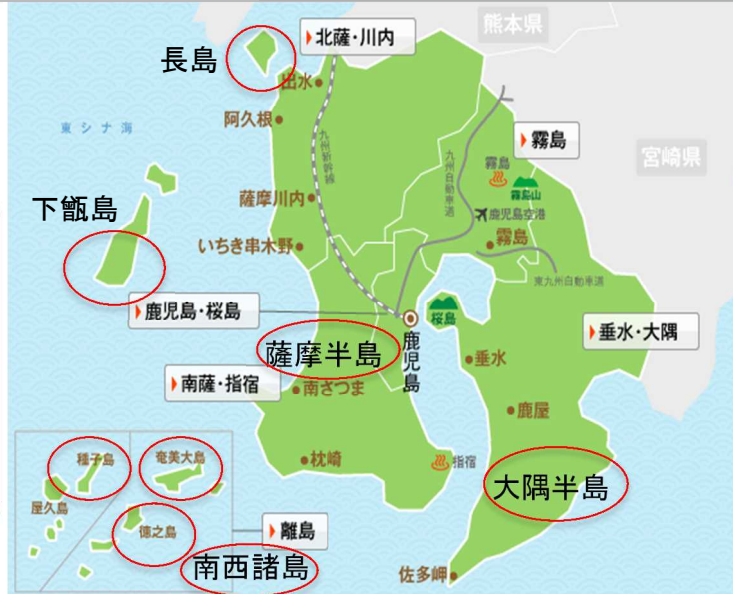 熊本県
北薩・川内
長島
出水
阿久根
東シナ海
九州新幹線
九州自動車道
霧島
宮崎県
霧島
霧島山
下甑島
薩摩川内
鹿児島空港
霧島
いちき串木野
東九州自動車道
鹿児島・桜島
桜島
鹿児島
垂水・大隅
薩摩半島
垂水
南薩・指宿
南さつま
鹿屋
種子島
奄美大島
枕崎
指宿
大隅半島
屋久島
徳之島
離島
南西諸島
佐多岬